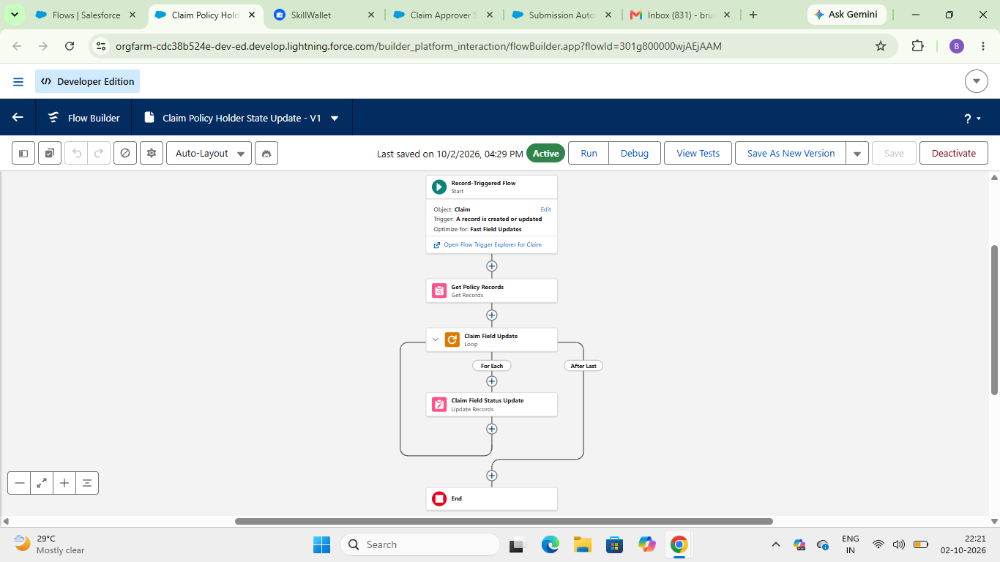 Flows | Salesforce
Claim Policy Hold
SkillWallet
Claim Approver S
Submission Auto
Inbox (831) - bru
Ask Gemini
orgfarm-cdc38b524e-dev-ed.develop.lightning.force.com/builder_platform_interaction/flowBuilder.app?flowId=301g800000wjAEjAAM
B
</> Developer Edition
Flow Builder
Claim Policy Holder State Update - V1
?
Auto-Layout
Last saved on 10/2/2026, 04:29 PM
Active
Run
Debug
View Tests
Save As New Version
Save
Deactivate
Record-Triggered Flow
Start
Object: Claim
Edit
Trigger: A record is created or updated
Optimize for: Fast Field Updates
Open Flow Trigger Explorer for Claim
Get Policy Records
Get Records
Claim Field Update
Loop
For Each
After Last
Claim Field Status Update
Update Records
End
29°C
Mostly clear
Search
ENG
IN
22:21
02-10-2026